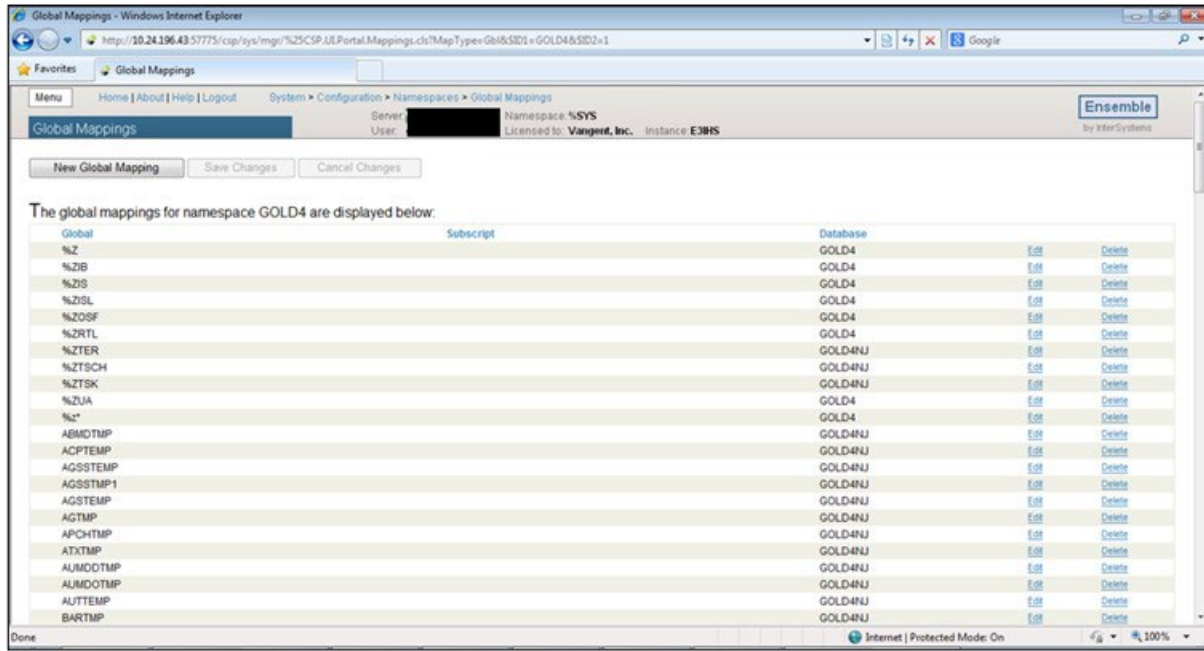 Global Mappings - Windows Internet Explorer
http://10.24.196.43:57775/csp/sys/mgr/%25CSP.UI.Portal.Mappings.cls?MapType=Gbl&SID1=GOLD4&SID2=1
Google
Favorites Global Mappings
Menu Home | About | Help | Logout System > Configuration > Namespaces > Global Mappings
Ensemble
by InterSystems
Global Mappings
Server: Namespace: %SYS
User: Licensed to: Vangent, Inc. Instance: E3IHS
New Global Mapping Save Changes Cancel Changes
The global mappings for namespace GOLD4 are displayed below:
Global Subscript Database
%Z GOLD4 Edit Delete
%ZIB GOLD4 Edit Delete
%ZIS GOLD4 Edit Delete
%ZISL GOLD4 Edit Delete
%ZOSF GOLD4 Edit Delete
%ZRTL GOLD4 Edit Delete
%ZTER GOLD4NJ Edit Delete
%ZTSCH GOLD4NJ Edit Delete
%ZTSK GOLD4NJ Edit Delete
%ZUA GOLD4 Edit Delete
%z* GOLD4 Edit Delete
ABMDTMP GOLD4NJ Edit Delete
ACPTEMP GOLD4NJ Edit Delete
AGSSTEMP GOLD4NJ Edit Delete
AGSSTMP1 GOLD4NJ Edit Delete
AGSTEMP GOLD4NJ Edit Delete
AGTMP GOLD4NJ Edit Delete
APCHTMP GOLD4NJ Edit Delete
ATXTMP GOLD4NJ Edit Delete
AUMDDTMP GOLD4NJ Edit Delete
AUMDOTMP GOLD4NJ Edit Delete
AUTTEMP GOLD4NJ Edit Delete
BARTMP GOLD4NJ Edit Delete
Done Internet | Protected Mode: On 100%